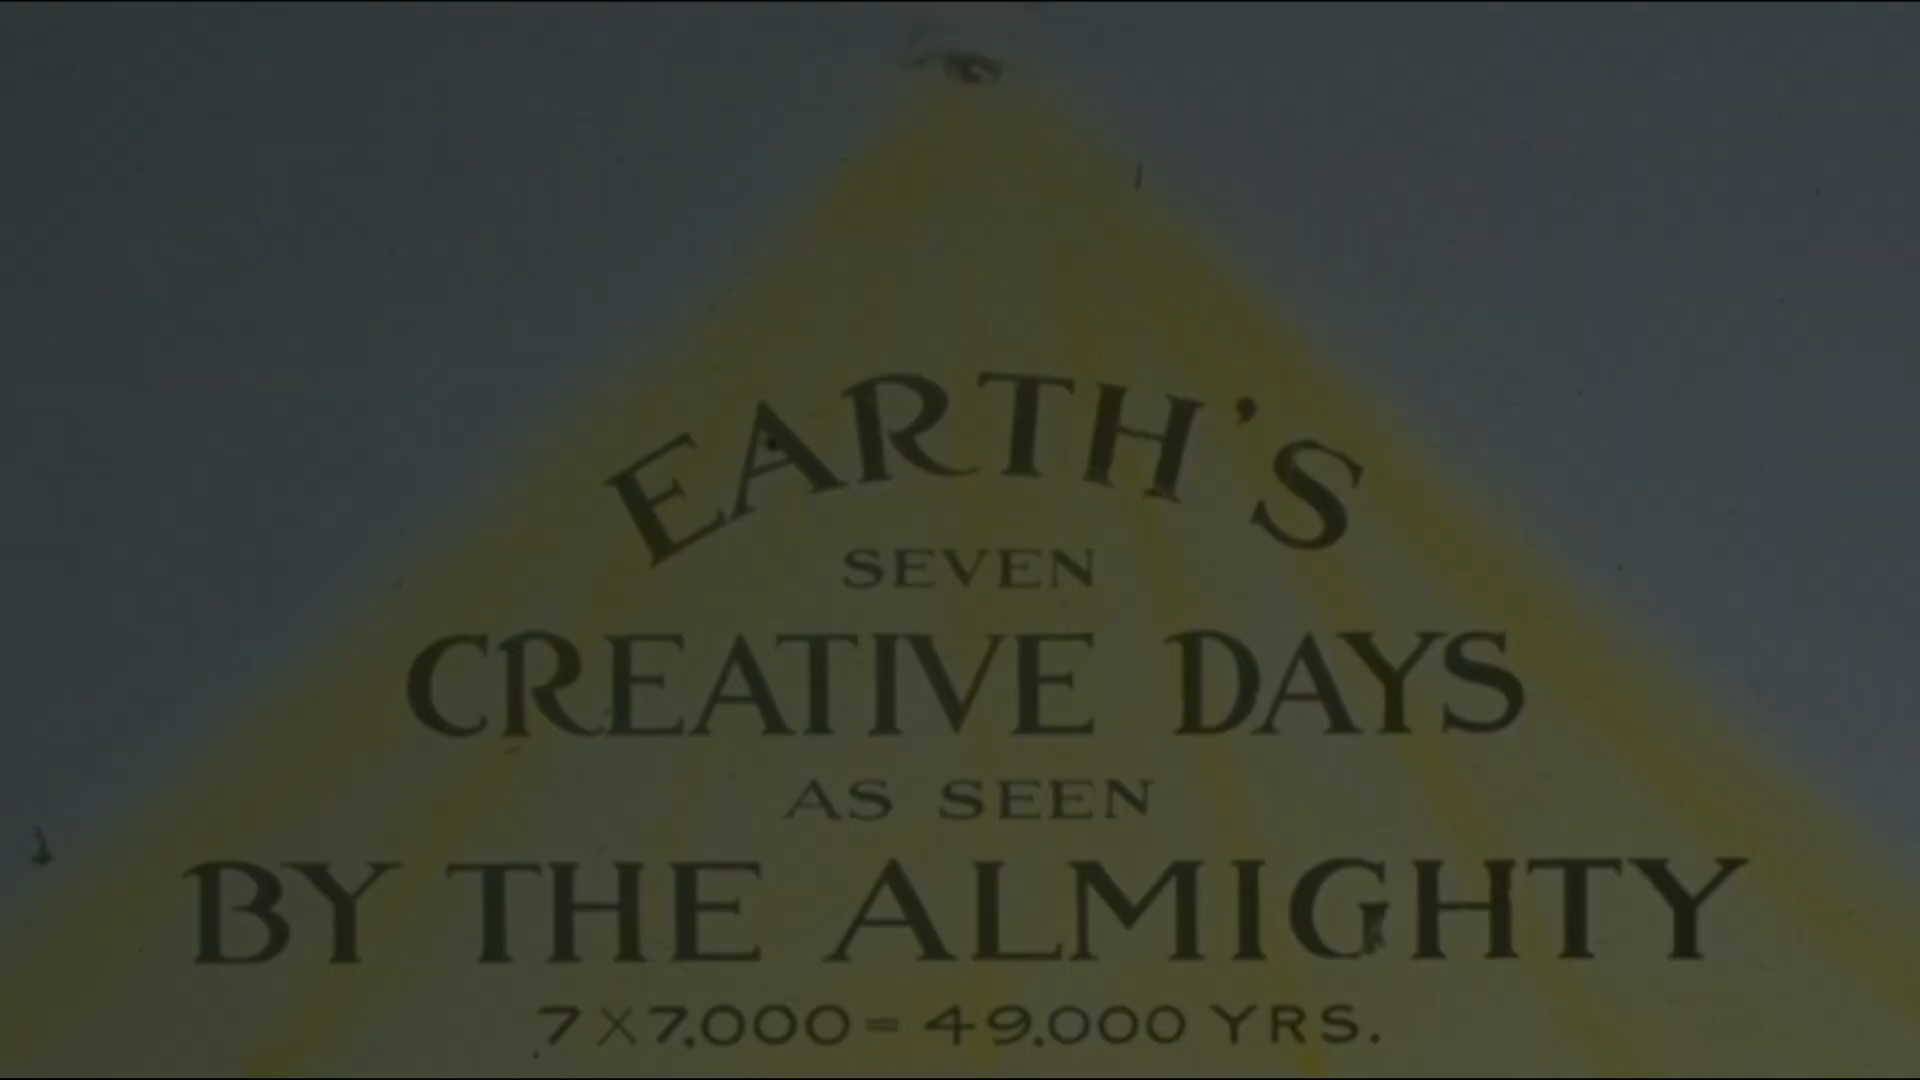 EARTH'S
SEVEN
CREATIVE DAYS
AS SEEN
BY THE ALMIGHTY
7 X 7,000 = 49,000 YRS.